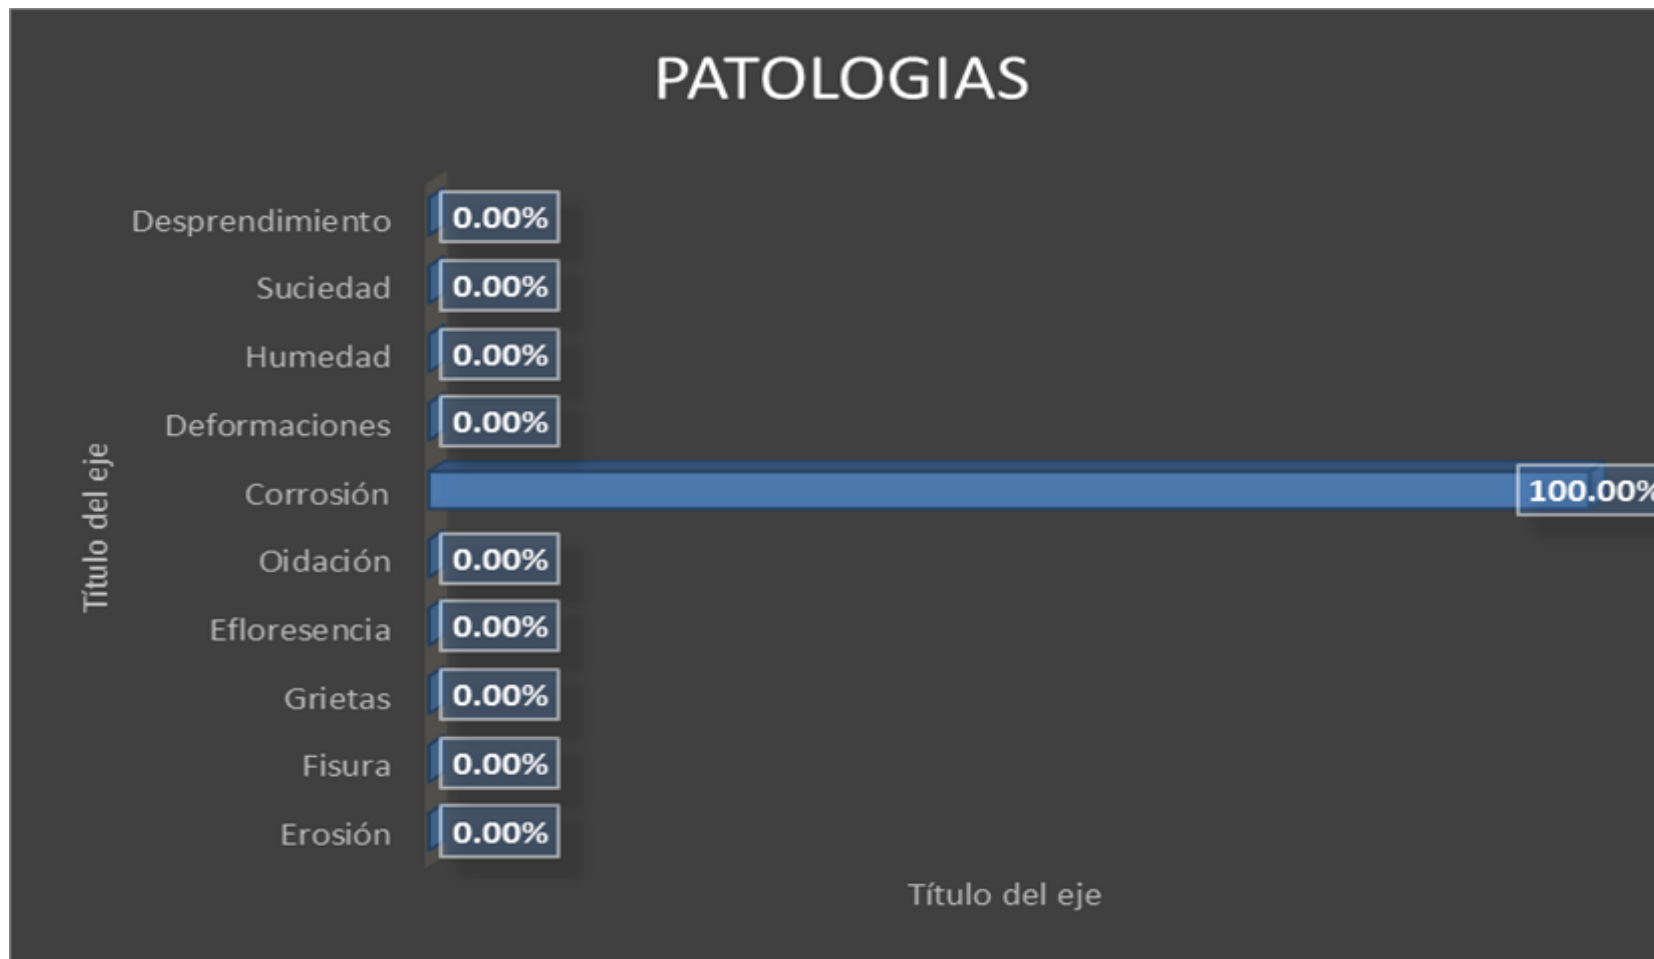 PATOLOGIAS
Desprendimiento 0.00%
Suciedad 0.00%
Humedad 0.00%
Deformaciones 0.00%
Corrosión 100.00%
Oidación 0.00%
Efloresencia 0.00%
Grietas 0.00%
Fisura 0.00%
Erosión 0.00%
Título del eje
Título del eje